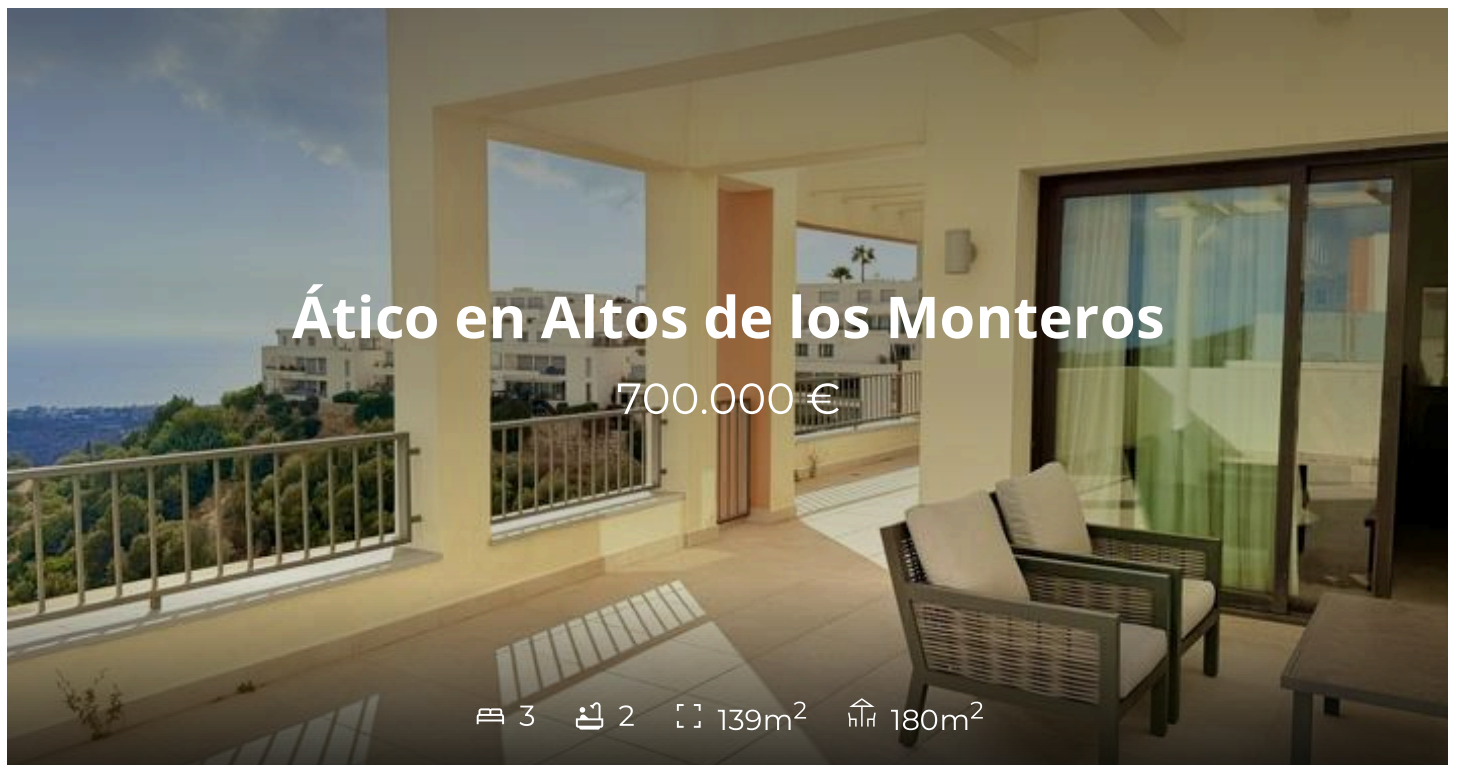 Ático en Altos de los Monteros
700.000 €
3 2 139m² 180m²